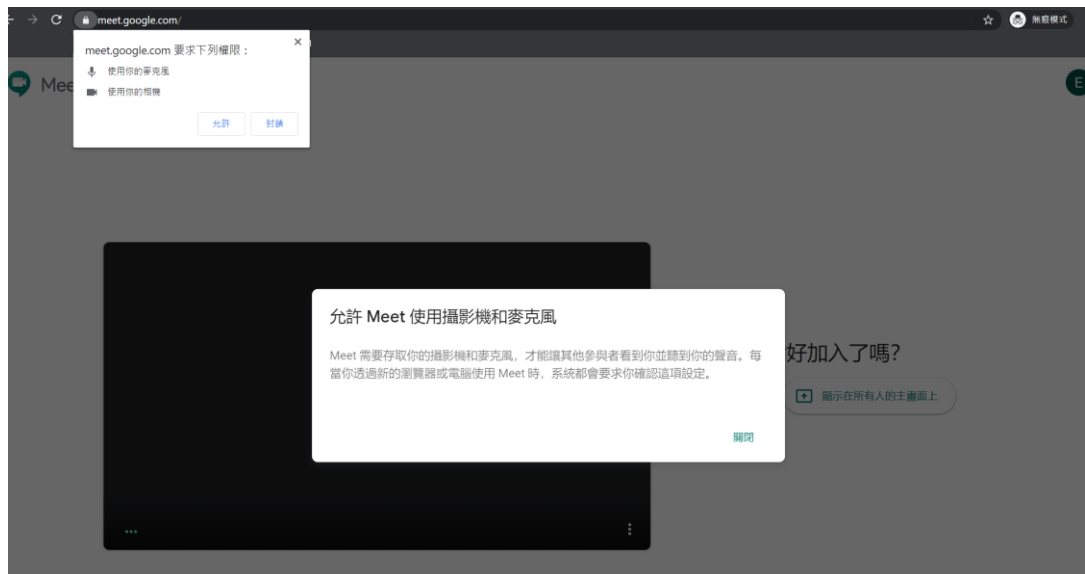 meet.google.com/
無痕模式
meet.google.com 要求下列權限：
使用你的麥克風
使用你的相機
允許
封鎖
Mee
E
允許 Meet 使用攝影機和麥克風
Meet 需要存取你的攝影機和麥克風，才能讓其他參與者看到你並聽到你的聲音。每
當你透過新的瀏覽器或電腦使用 Meet 時，系統都會要求你確認這項設定。
關閉
好加入了嗎?
顯示在所有人的主畫面上